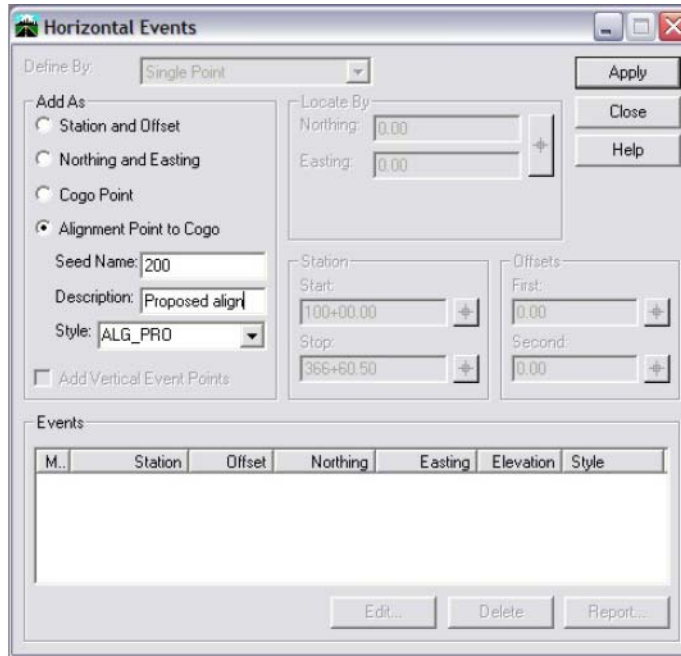 Horizontal Events
Define By: Single Point
Apply
Close
Help
Add As
Station and Offset
Northing and Easting
Cogo Point
Alignment Point to Cogo
Seed Name: 200
Description: Proposed align
Style: ALG_PRO
Add Vertical Event Points
Locate By
Northing: 0.00
Easting: 0.00
Station
Start:
100+00.00
Stop:
366+60.50
Offsets
First:
0.00
Second:
0.00
Events
M.. Station Offset Northing Easting Elevation Style
Edit... Delete Report...